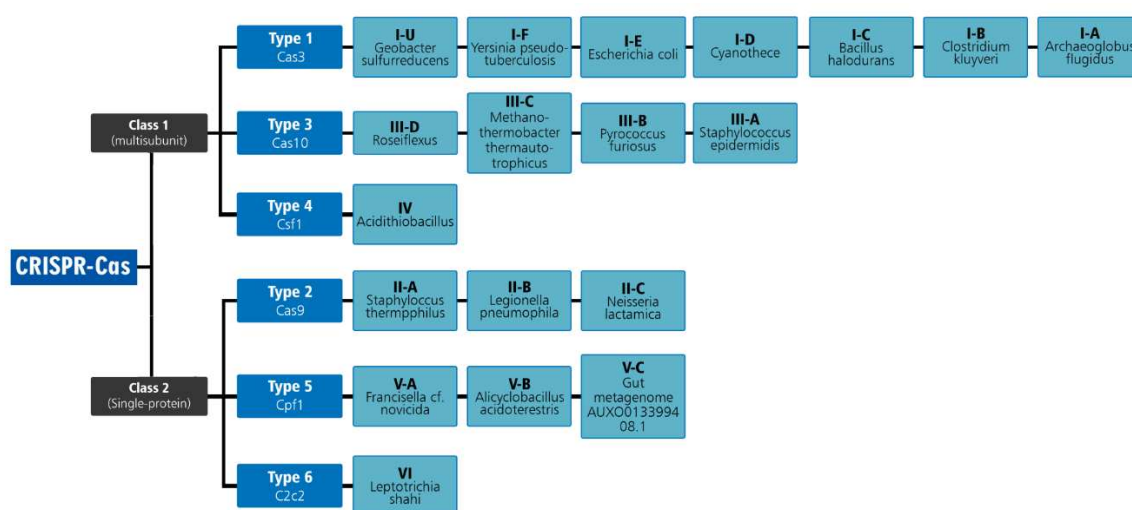 Type 1
Cas3
I-U
Geobacter
sulfurreducens
I-F
Yersinia pseudo-
tuberculosis
I-E
Escherichia coli
I-D
Cyanothece
I-C
Bacillus
halodurans
I-B
Clostridium
kluyveri
I-A
Archaeoglobus
flugidus
Class 1
(multisubunit)
Type 3
Cas10
III-D
Roseiflexus
III-C
Methano-
thermobacter
thermauto-
trophicus
III-B
Pyrococcus
furiosus
III-A
Staphylococcus
epidermidis
Type 4
Csf1
IV
Acidithiobacillus
CRISPR-Cas
Type 2
Cas9
II-A
Staphyloccus
thermpphilus
II-B
Legionella
pneumophila
II-C
Neisseria
lactamica
Class 2
(Single-protein)
Type 5
Cpf1
V-A
Francisella cf.
novicida
V-B
Alicyclobacillus
acidoterestris
V-C
Gut
metagenome
AUXO0133994
08.1
Type 6
C2c2
VI
Leptotrichia
shahi